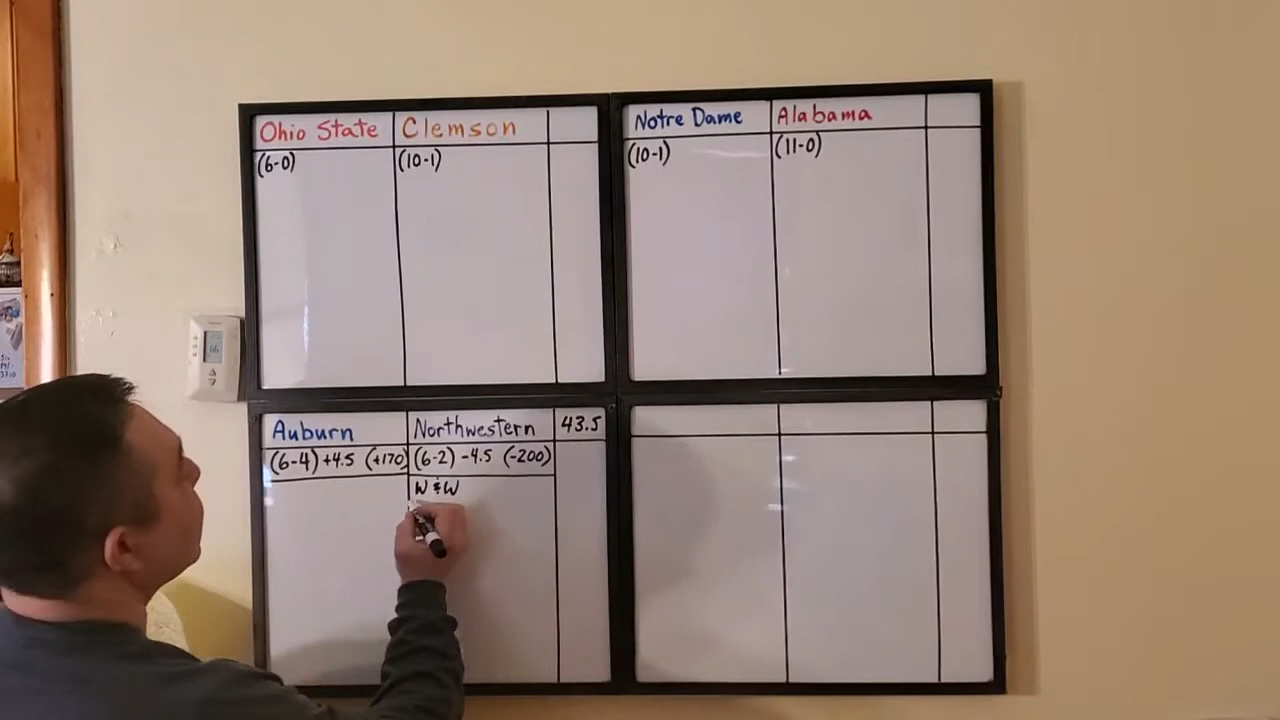 Ohio State Clemson
(6-0) (10-1)
Notre Dame Alabama
(10-1) (11-0)
Auburn Northwestern 43.5
(6-4) +4.5 (+170) (6-2) -4.5 (-200)
W & W